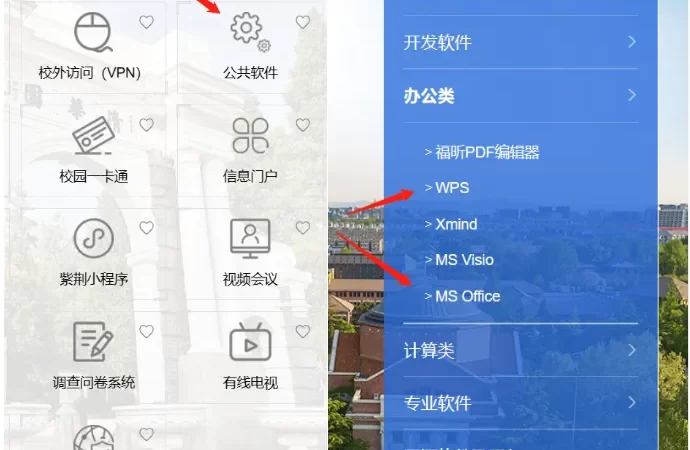 校外访问（VPN）
公共软件
校园一卡通
信息门户
紫荆小程序
视频会议
调查问卷系统
有线电视
开发软件
办公类
> 福昕PDF编辑器
> WPS
> Xmind
> MS Visio
> MS Office
计算类
专业软件